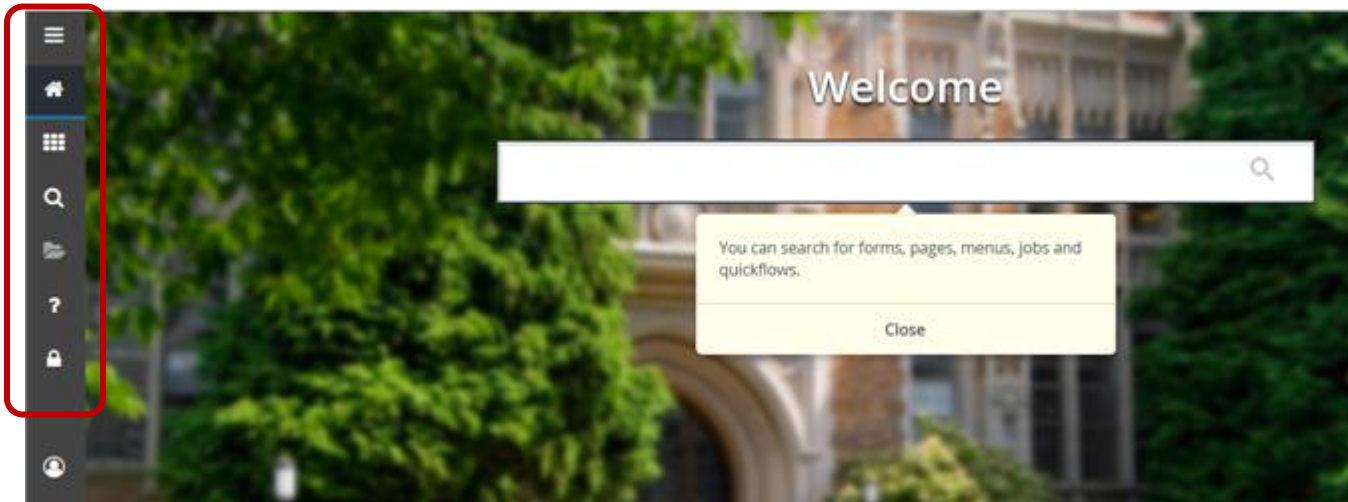 Welcome
You can search for forms, pages, menus, jobs and
quickflows.
Close